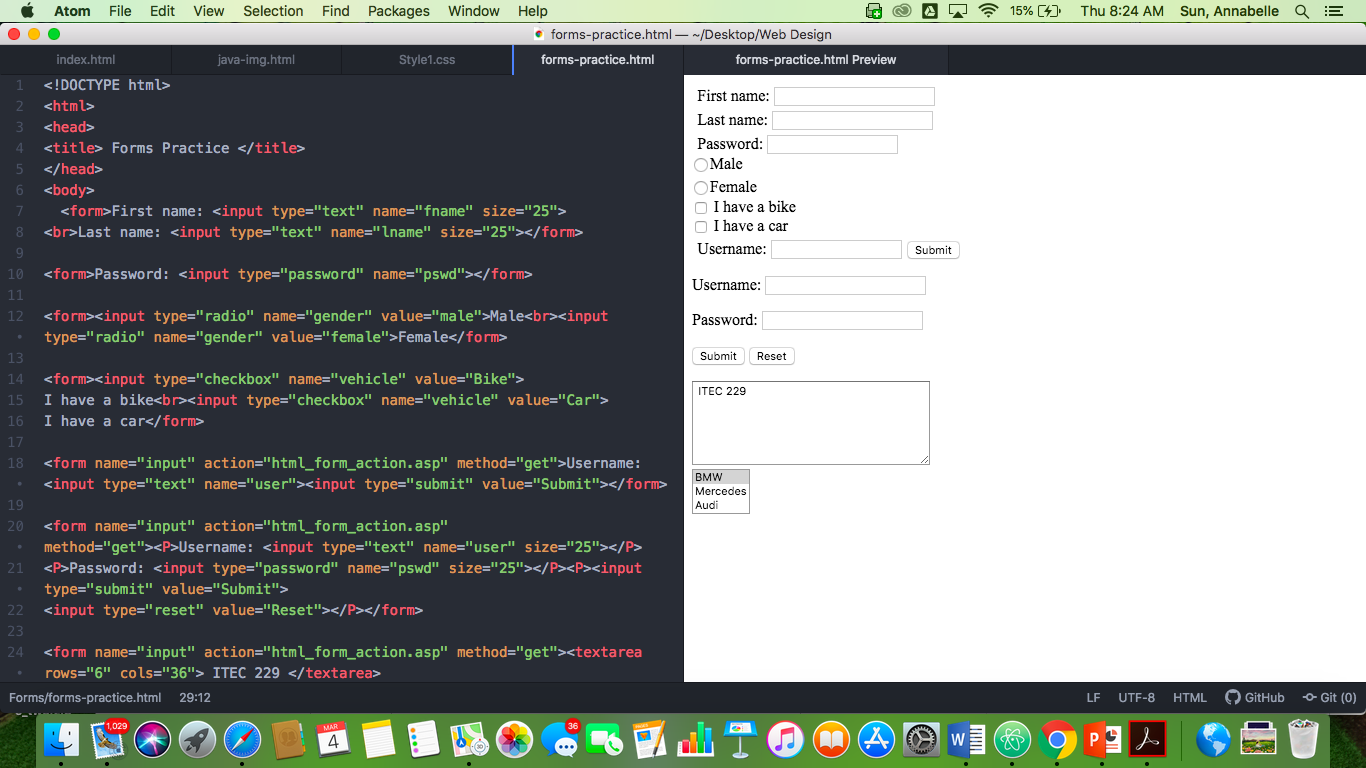 Atom File Edit View Selection Find Packages Window Help 15% Thu 8:24 AM Sun, Annabelle
forms-practice.html — ~/Desktop/Web Design
index.html java-img.html Style1.css forms-practice.html forms-practice.html Preview
1 <!DOCTYPE html>
2 <html>
3 <head>
4 <title> Forms Practice </title>
5 </head>
6 <body>
7 <form>First name: <input type="text" name="fname" size="25">
8 <br>Last name: <input type="text" name="lname" size="25"></form>
9
10 <form>Password: <input type="password" name="pswd"></form>
11
12 <form><input type="radio" name="gender" value="male">Male<br><input
• type="radio" name="gender" value="female">Female</form>
13
14 <form><input type="checkbox" name="vehicle" value="Bike">
15 I have a bike<br><input type="checkbox" name="vehicle" value="Car">
16 I have a car</form>
17
18 <form name="input" action="html_form_action.asp" method="get">Username:
• <input type="text" name="user"><input type="submit" value="Submit"></form>
19
20 <form name="input" action="html_form_action.asp"
• method="get"><P>Username: <input type="text" name="user" size="25"></P>
21 <P>Password: <input type="password" name="pswd" size="25"></P><P><input
• type="submit" value="Submit">
22 <input type="reset" value="Reset"></P></form>
23
24 <form name="input" action="html_form_action.asp" method="get"><textarea
• rows="6" cols="36"> ITEC 229 </textarea>
First name:
Last name:
Password:
Male
Female
I have a bike
I have a car
Username: Submit
Username:
Password:
Submit Reset
ITEC 229
BMW
Mercedes
Audi
Forms/forms-practice.html 29:12 LF UTF-8 HTML GitHub Git (0)
1,029 MAR 4 3D 36 W P